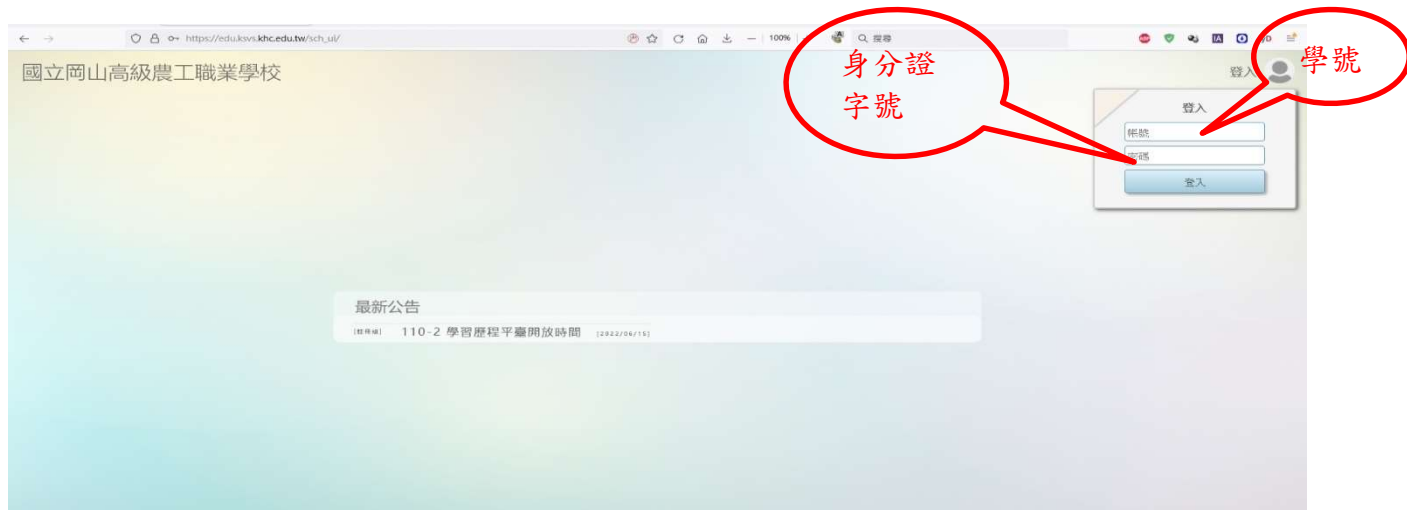 https://edu.ksvs.khc.edu.tw/sch_ul/
100%
搜尋
國立岡山高級農工職業學校
身分證
字號
登入
學號
登入
帳號
密碼
登入
最新公告
110-2 學習歷程平臺開放時間 [2022/06/15]